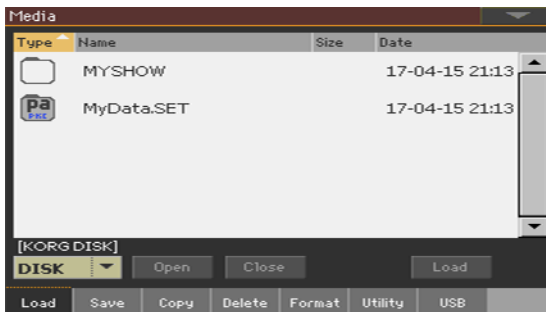 Media
Type Name Size Date
MYSHOW 17-04-15 21:13
Pa PKG MyData.SET 17-04-15 21:13
[KORG DISK]
DISK Open Close Load
Load Save Copy Delete Format Utility USB